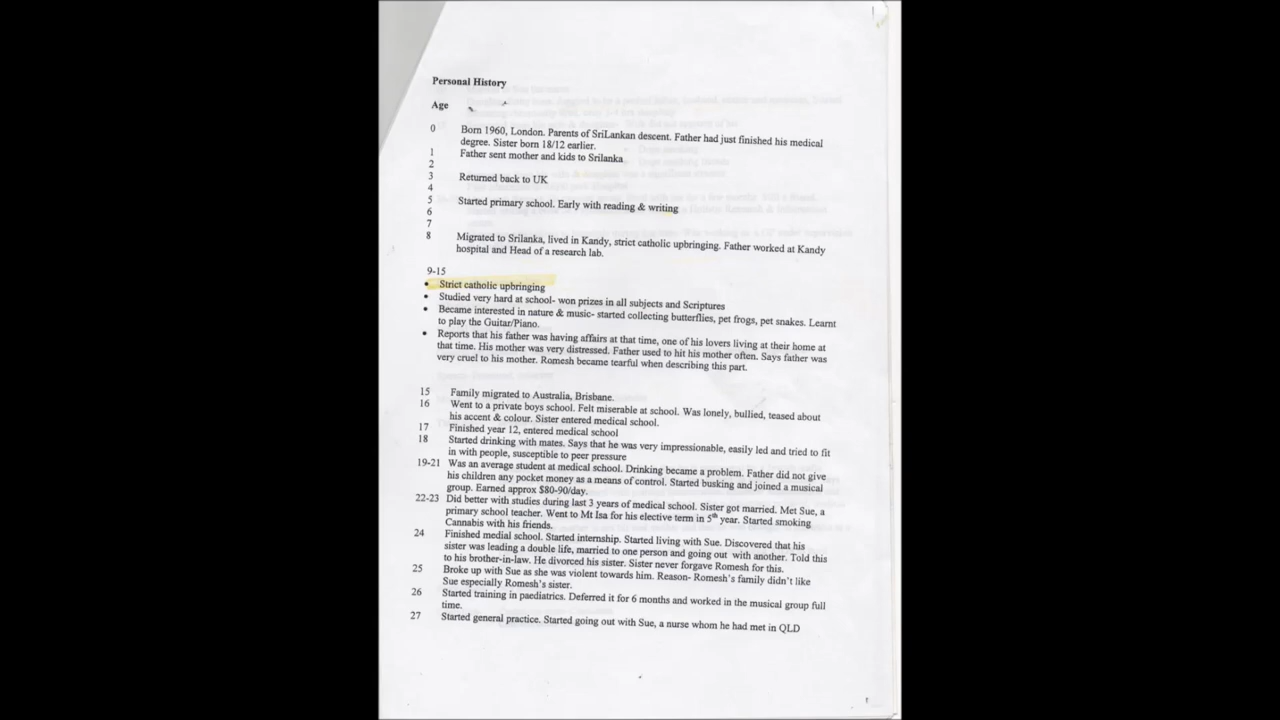 Personal History
Age
0 Born 1960, London. Parents of SriLankan descent. Father had just finished his medical
degree. Sister born 18/12 earlier.
1 Father sent mother and kids to Srilanka
2
3 Returned back to UK
4
5 Started primary school. Early with reading & writing
6
7
8 Migrated to Srilanka, lived in Kandy, strict catholic upbringing. Father worked at Kandy
hospital and Head of a research lab.
9-15
• Strict catholic upbringing
• Studied very hard at school- won prizes in all subjects and Scriptures
• Became interested in nature & music- started collecting butterflies, pet frogs, pet snakes. Learnt
to play the Guitar/Piano.
• Reports that his father was having affairs at that time, one of his lovers living at their home at
that time. His mother was very distressed. Father used to hit his mother often. Says father was
very cruel to his mother. Romesh became tearful when describing this part.
15 Family migrated to Australia, Brisbane.
16 Went to a private boys school. Felt miserable at school. Was lonely, bullied, teased about
his accent & colour. Sister entered medical school.
17 Finished year 12, entered medical school
18 Started drinking with mates. Says that he was very impressionable, easily led and tried to fit
in with people, susceptible to peer pressure
19-21 Was an average student at medical school. Drinking became a problem. Father did not give
his children any pocket money as a means of control. Started busking and joined a musical
group. Earned approx $80-90/day.
22-23 Did better with studies during last 3 years of medical school. Sister got married. Met Sue, a
primary school teacher. Went to Mt Isa for his elective term in 5th year. Started smoking
Cannabis with his friends.
24 Finished medial school. Started internship. Started living with Sue. Discovered that his
sister was leading a double life, married to one person and going out with another. Told this
to his brother-in-law. He divorced his sister. Sister never forgave Romesh for this.
25 Broke up with Sue as she was violent towards him. Reason- Romesh's family didn't like
Sue especially Romesh's sister.
26 Started training in paediatrics. Deferred it for 6 months and worked in the musical group full
time.
27 Started general practice. Started going out with Sue, a nurse whom he had met in QLD